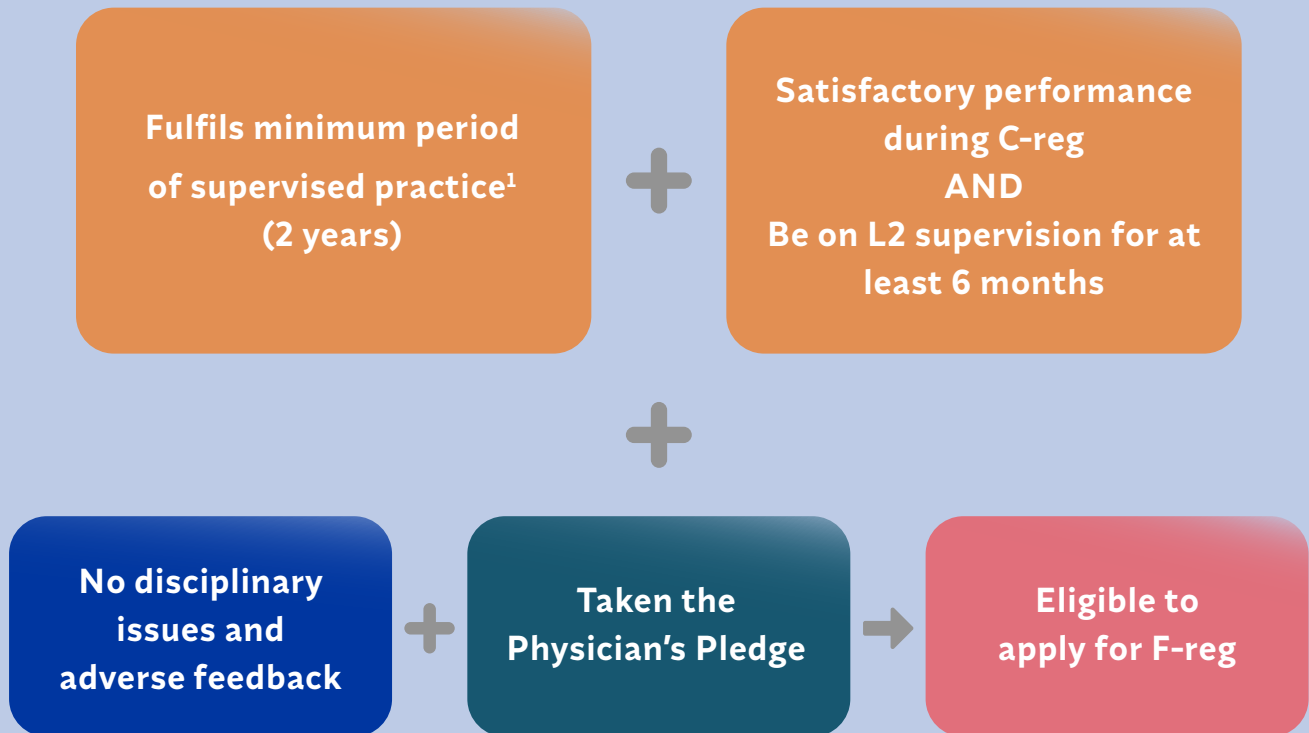 Fulfils minimum period
of supervised practice¹
(2 years)
Satisfactory performance
during C-reg
AND
Be on L2 supervision for at
least 6 months
No disciplinary
issues and
adverse feedback
Taken the
Physician's Pledge
Eligible to
apply for F-reg